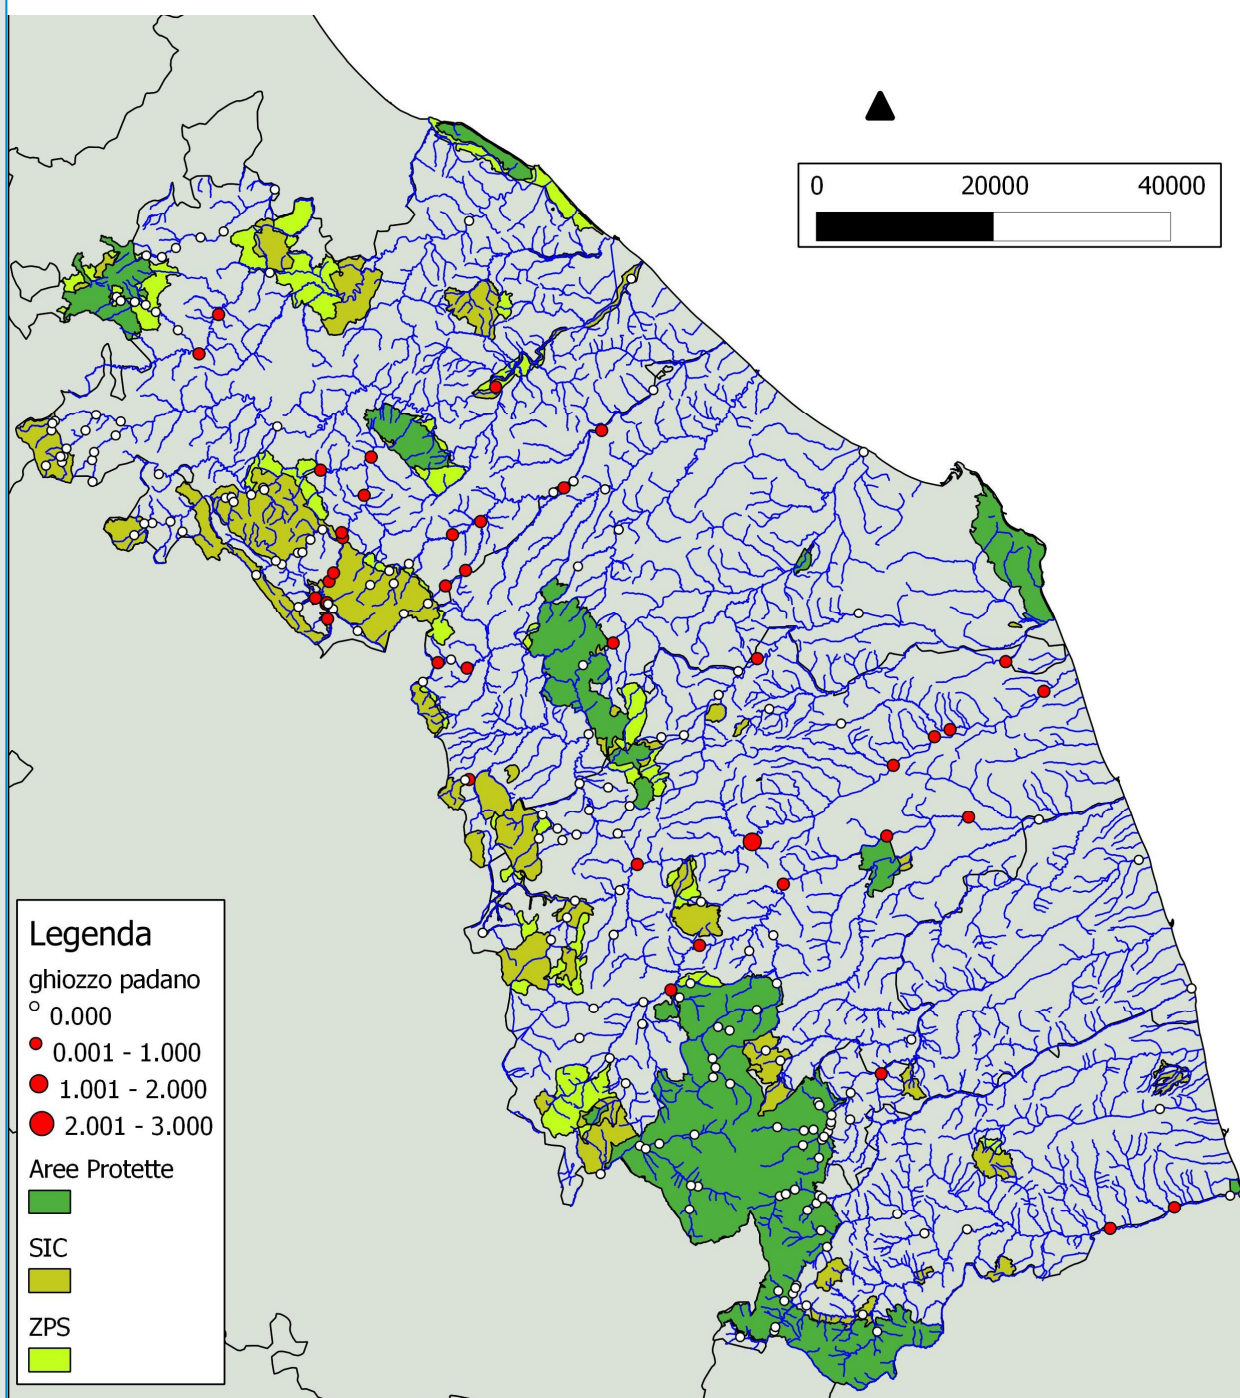 0 20000 40000
Legenda
ghiozzo padano
0.000
0.001 - 1.000
1.001 - 2.000
2.001 - 3.000
Aree Protette
SIC
ZPS